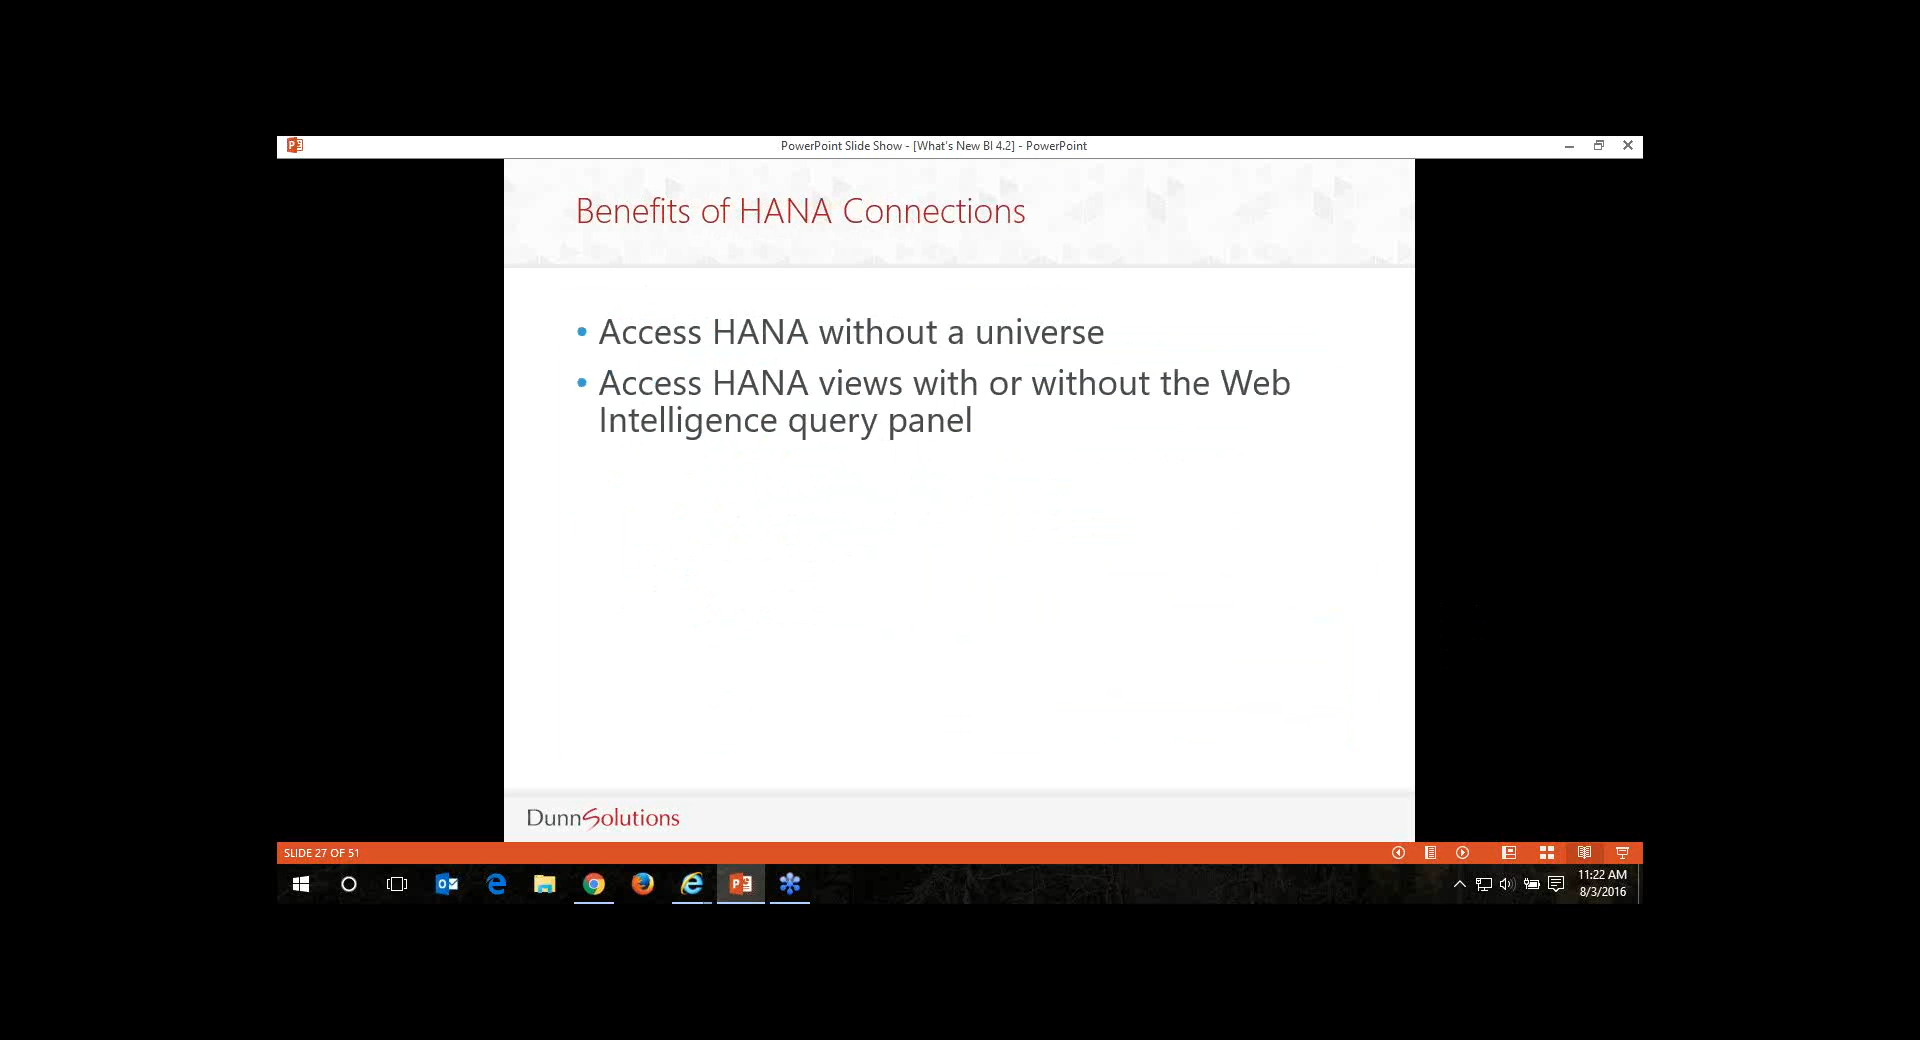 PowerPoint Slide Show - [What's New BI 4.2] - PowerPoint
Benefits of HANA Connections
• Access HANA without a universe
• Access HANA views with or without the Web
Intelligence query panel
DunnSolutions
SLIDE 27 OF 51
11:22 AM
8/3/2016